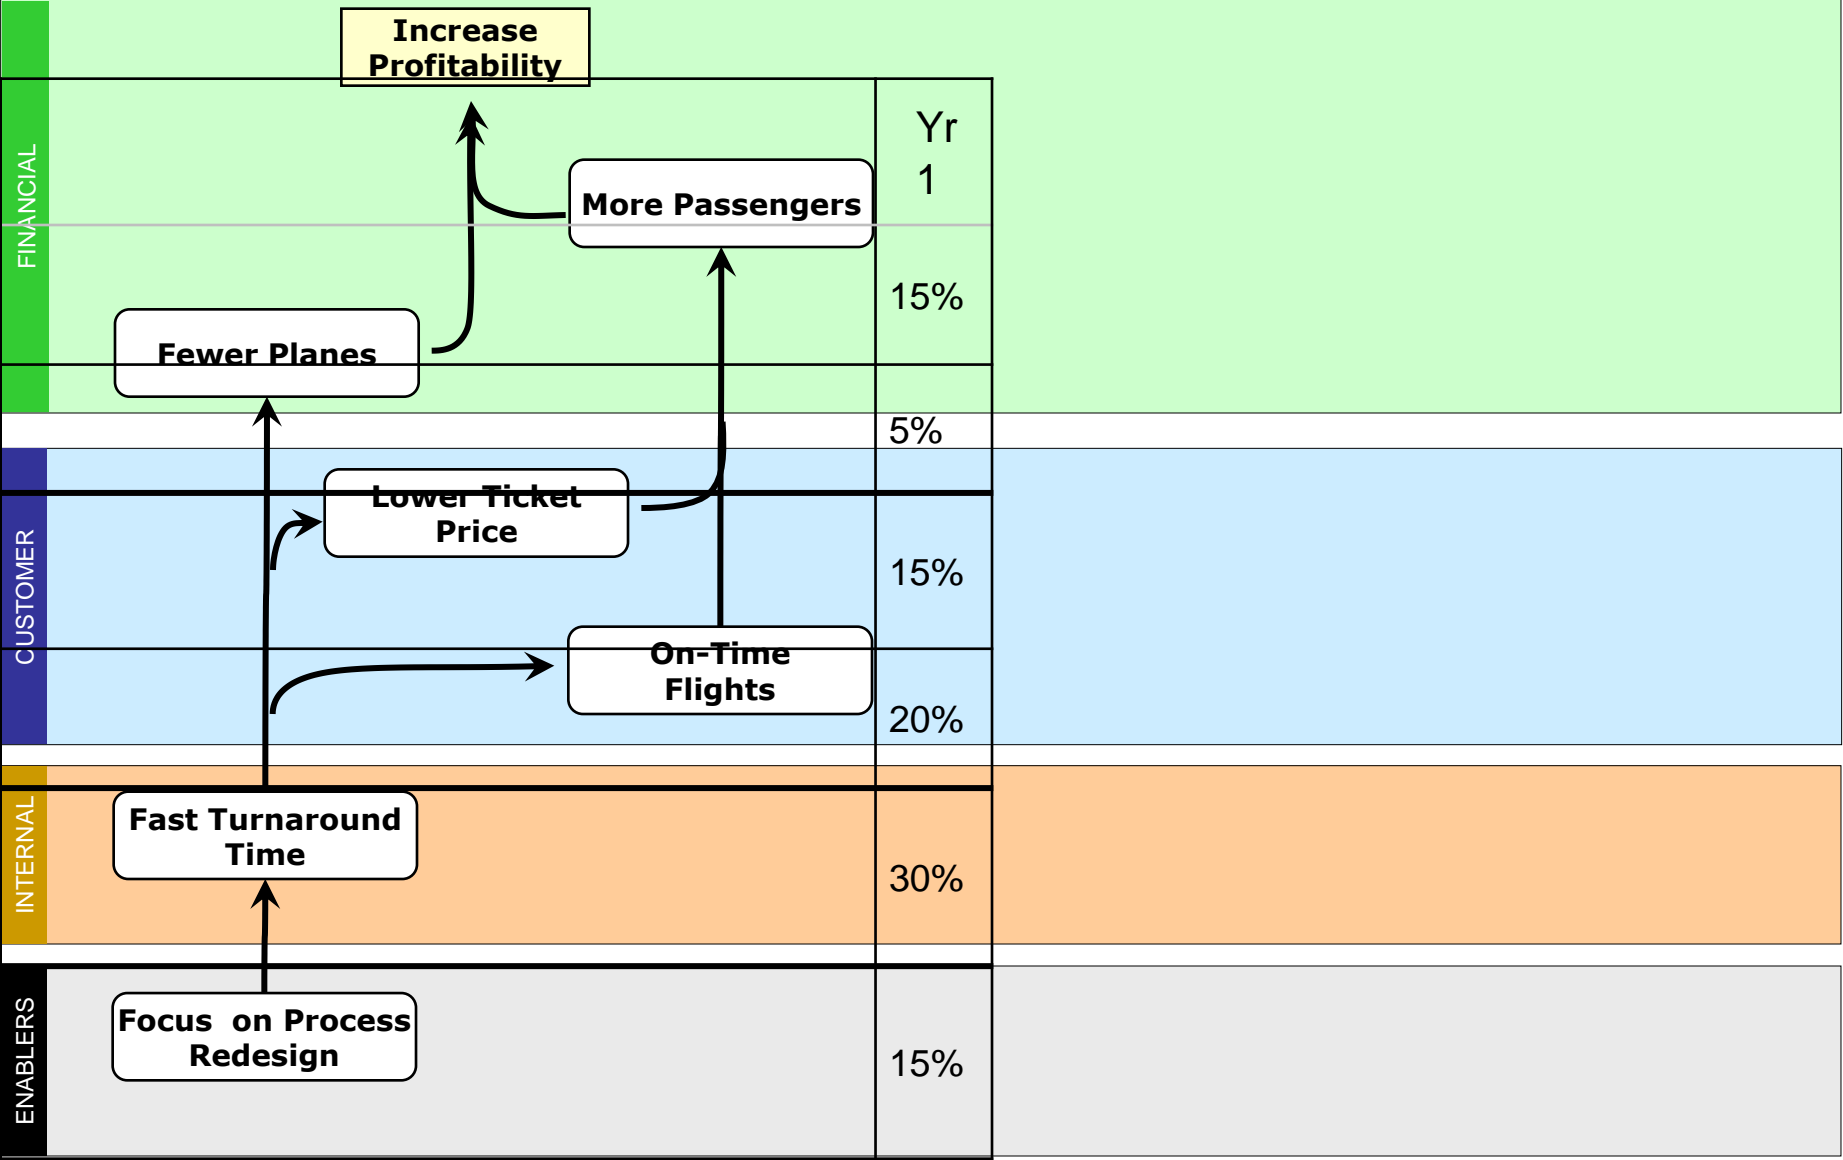 Increase
Profitability
FINANCIAL
Yr
1
More Passengers
15%
Fewer Planes
5%
CUSTOMER
Lower Ticket
Price
15%
On-Time
Flights
20%
INTERNAL
Fast Turnaround
Time
30%
ENABLERS
Focus  on Process
Redesign
15%